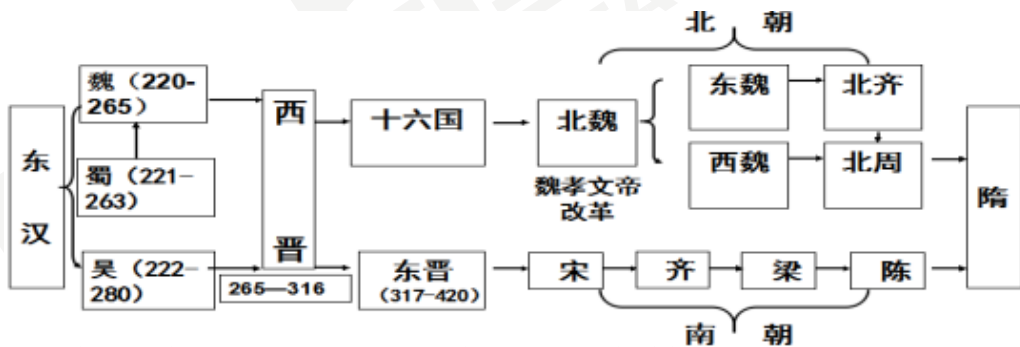 北 朝
东
汉
魏（220-
265）
蜀（221–
263）
吴（222–
280）
西
晋
265—316
十六国
东晋
(317–420)
北魏
魏孝文帝
改革
东魏
北齐
西魏
北周
宋
齐
梁
陈
南 朝
隋